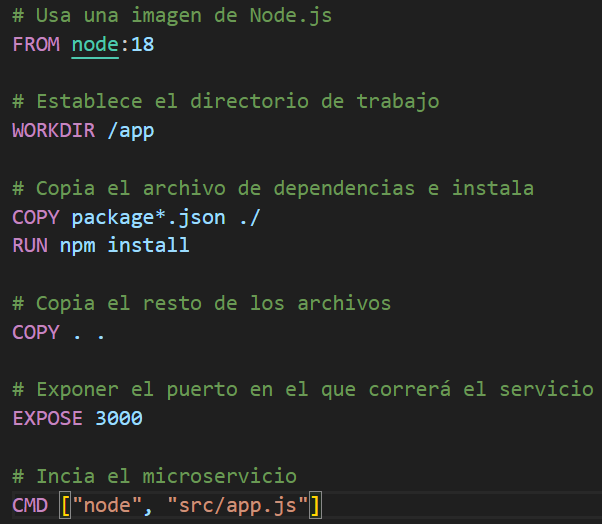 # Usa una imagen de Node.js
FROM node:18
# Establece el directorio de trabajo
WORKDIR /app
# Copia el archivo de dependencias e instala
COPY package*.json ./
RUN npm install
# Copia el resto de los archivos
COPY . .
# Exponer el puerto en el que correrá el servicio
EXPOSE 3000
# Incia el microservicio
CMD ["node", "src/app.js"]